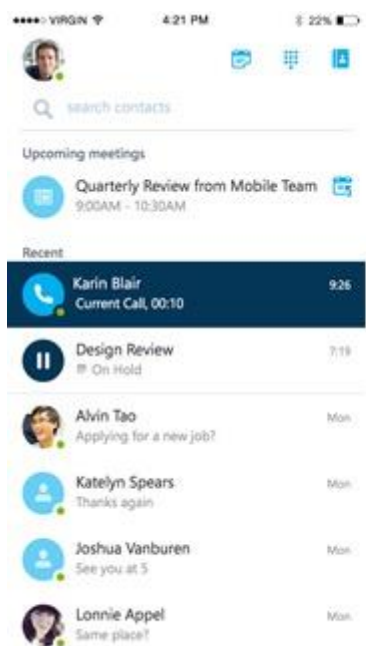 VIRGIN 4:21 PM 22%
search contacts
Upcoming meetings
Quarterly Review from Mobile Team
9:00AM - 10:30AM
Recent
Karin Blair 9:26
Current Call, 00:10
Design Review 7:19
On Hold
Alvin Tao Mon
Applying for a new job?
Katelyn Spears Mon
Thanks again
Joshua Vanburen Mon
See you at 5
Lonnie Appel Mon
Same place?